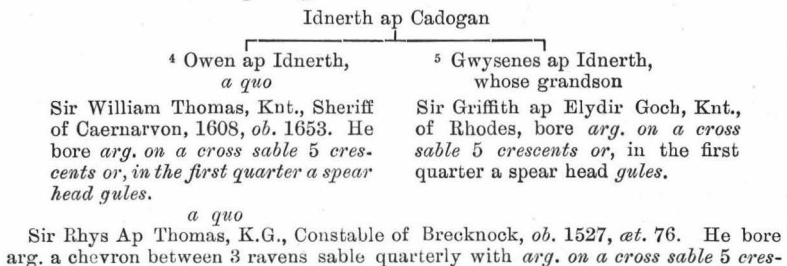 Idnerth ap Cadogan
⁴ Owen ap Idnerth,
a quo
Sir William Thomas, Knt., Sheriff
of Caernarvon, 1608, ob. 1653. He
bore arg. on a cross sable 5 cres-
cents or, in the first quarter a spear
head gules.
⁵ Gwysenes ap Idnerth,
whose grandson
Sir Griffith ap Elydir Goch, Knt.,
of Rhodes, bore arg. on a cross
sable 5 crescents or, in the first
quarter a spear head gules.
a quo
Sir Rhys Ap Thomas, K.G., Constable of Brecknock, ob. 1527, æt. 76. He bore
arg. a chevron between 3 ravens sable quarterly with arg. on a cross sable 5 cres-